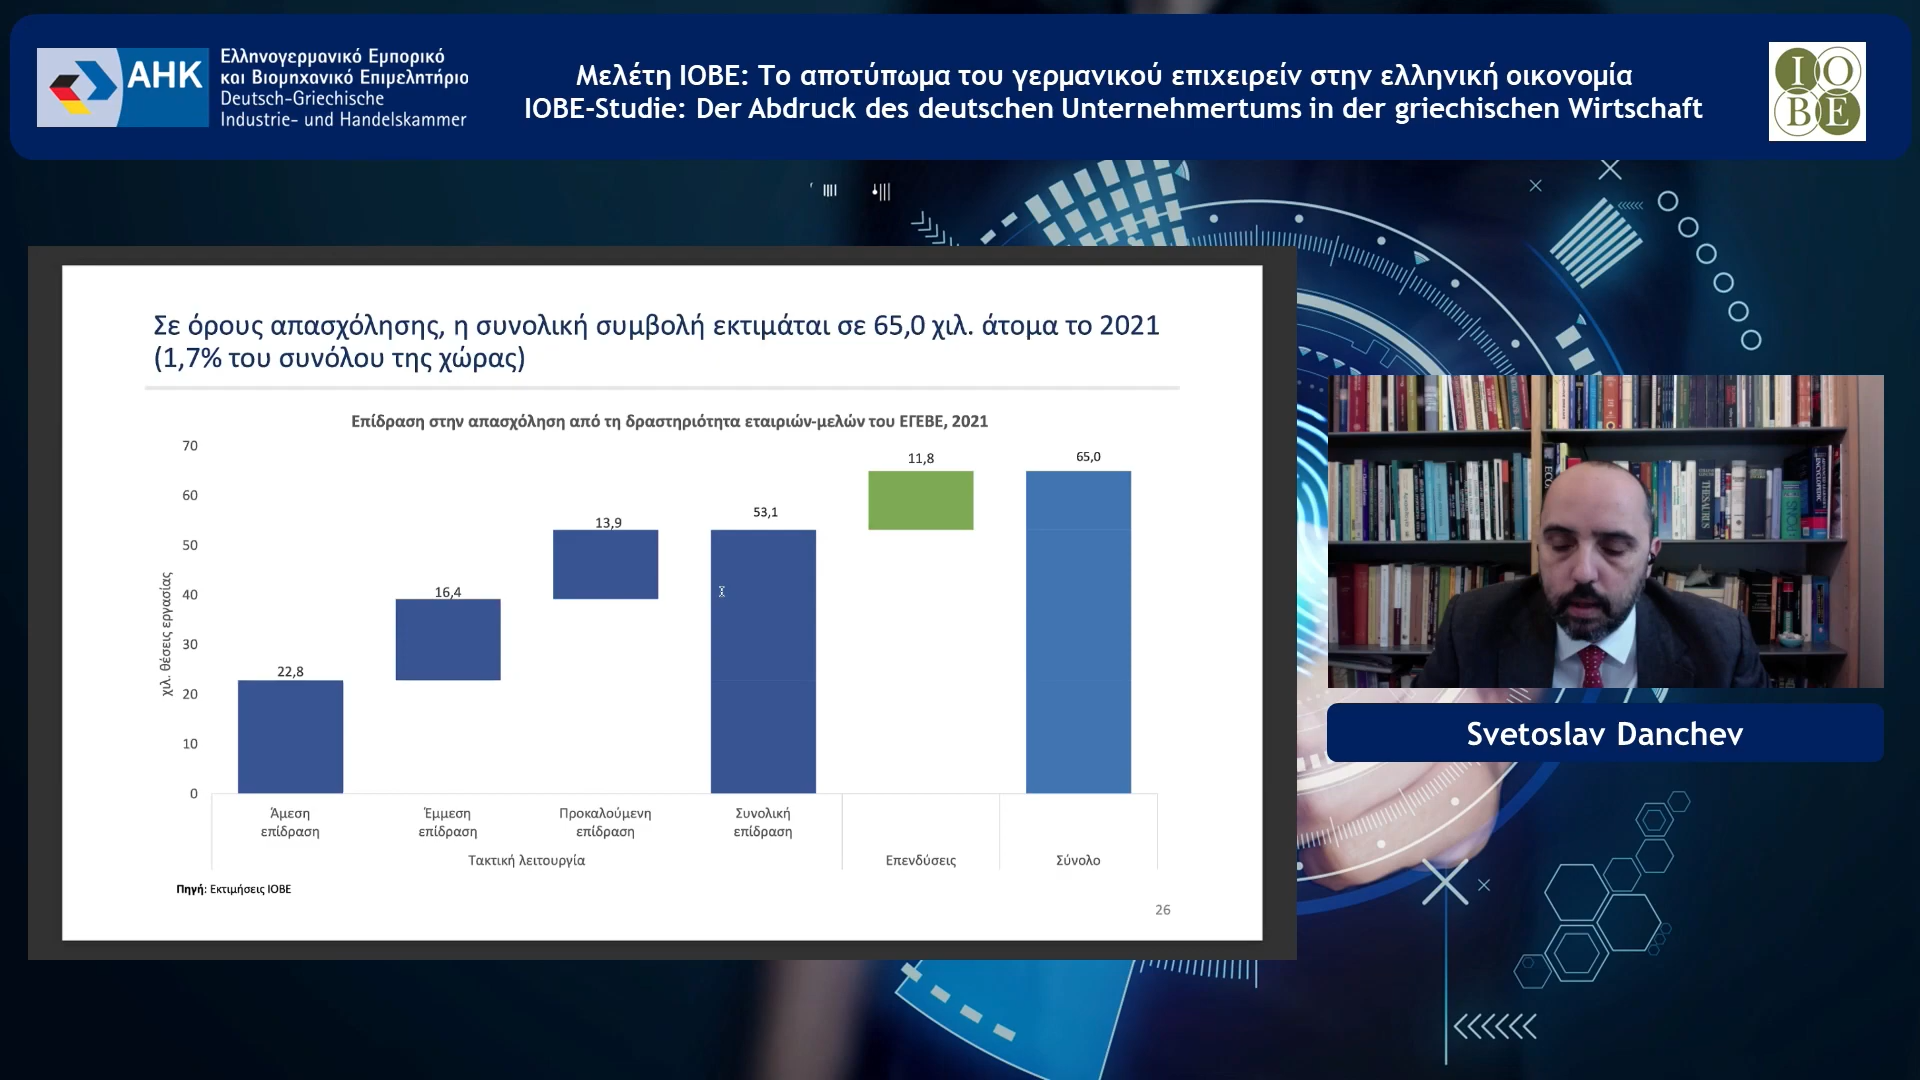 AHK
Ελληνογερμανικό Εμπορικό
και Βιομηχανικό Επιμελητήριο
Deutsch-Griechische
Industrie- und Handelskammer
Μελέτη ΙΟΒΕ: Το αποτύπωμα του γερμανικού επιχειρείν στην ελληνική οικονομία
IOBE-Studie: Der Abdruck des deutschen Unternehmertums in der griechischen Wirtschaft
IO
BE
Σε όρους απασχόλησης, η συνολική συμβολή εκτιμάται σε 65,0 χιλ. άτομα το 2021
(1,7% του συνόλου της χώρας)
Επίδραση στην απασχόληση από τη δραστηριότητα εταιριών-μελών του ΕΓΕΒΕ, 2021
χιλ. θέσεις εργασίας
70
60
50
40
30
20
10
0
22,8
16,4
13,9
53,1
11,8
65,0
Άμεση
επίδραση
Έμμεση
επίδραση
Προκαλούμενη
επίδραση
Συνολική
επίδραση
Τακτική λειτουργία
Επενδύσεις
Σύνολο
Πηγή: Εκτιμήσεις ΙΟΒΕ
26
THESAURUS
Svetoslav Danchev